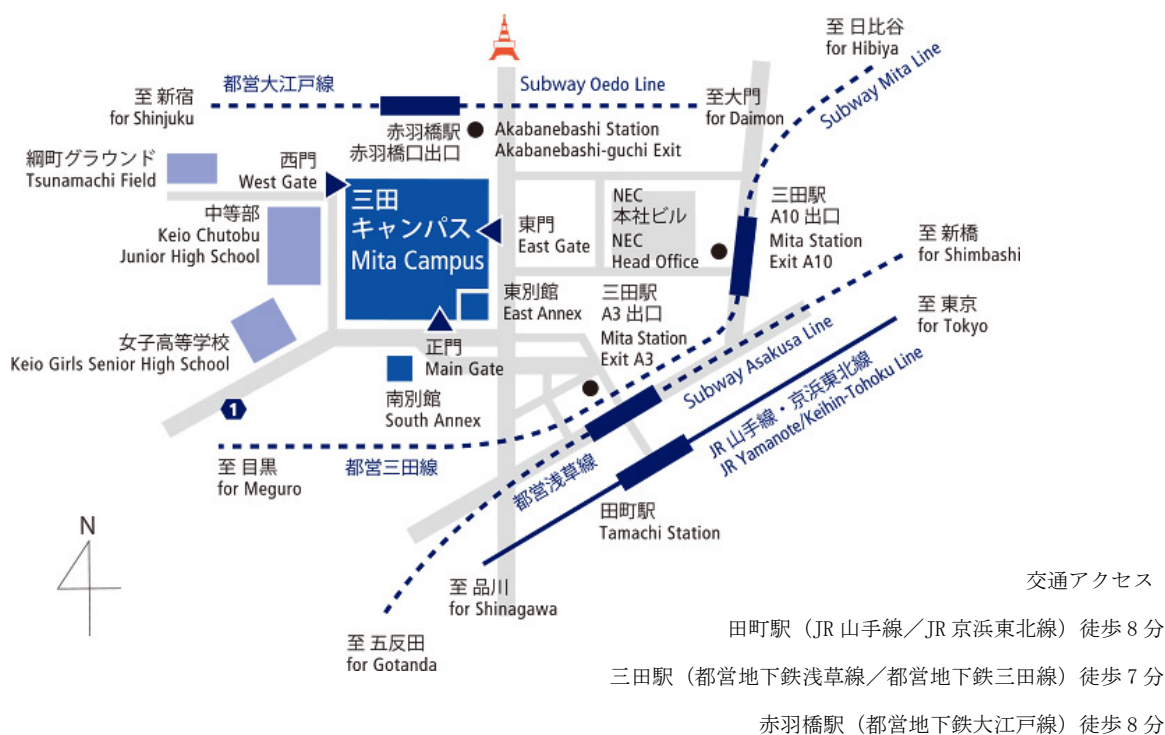 至 日比谷
for Hibiya
Subway Mita Line
都営大江戸線
Subway Oedo Line
至 新宿
for Shinjuku
至大門
for Daimon
赤羽橋駅
赤羽橋口出口
Akabanebashi Station
Akabanebashi-guchi Exit
綱町グラウンド
Tsunamachi Field
西門
West Gate
三田
キャンパス
Mita Campus
中等部
Keio Chutobu
Junior High School
東門
East Gate
NEC
本社ビル
NEC
Head Office
三田駅
A10 出口
Mita Station
Exit A10
至 新橋
for Shimbashi
東別館
East Annex
三田駅
A3 出口
Mita Station
Exit A3
至 東京
for Tokyo
女子高等学校
Keio Girls Senior High School
正門
Main Gate
Subway Asakusa Line
JR 山手線・京浜東北線
JR Yamanote/Keihin-Tohoku Line
南別館
South Annex
1
至 目黒
for Meguro
都営三田線
都営浅草線
田町駅
Tamachi Station
N
至 品川
for Shinagawa
至 五反田
for Gotanda
交通アクセス
田町駅（JR 山手線／JR 京浜東北線）徒歩 8 分
三田駅（都営地下鉄浅草線／都営地下鉄三田線）徒歩 7 分
赤羽橋駅（都営地下鉄大江戸線）徒歩 8 分